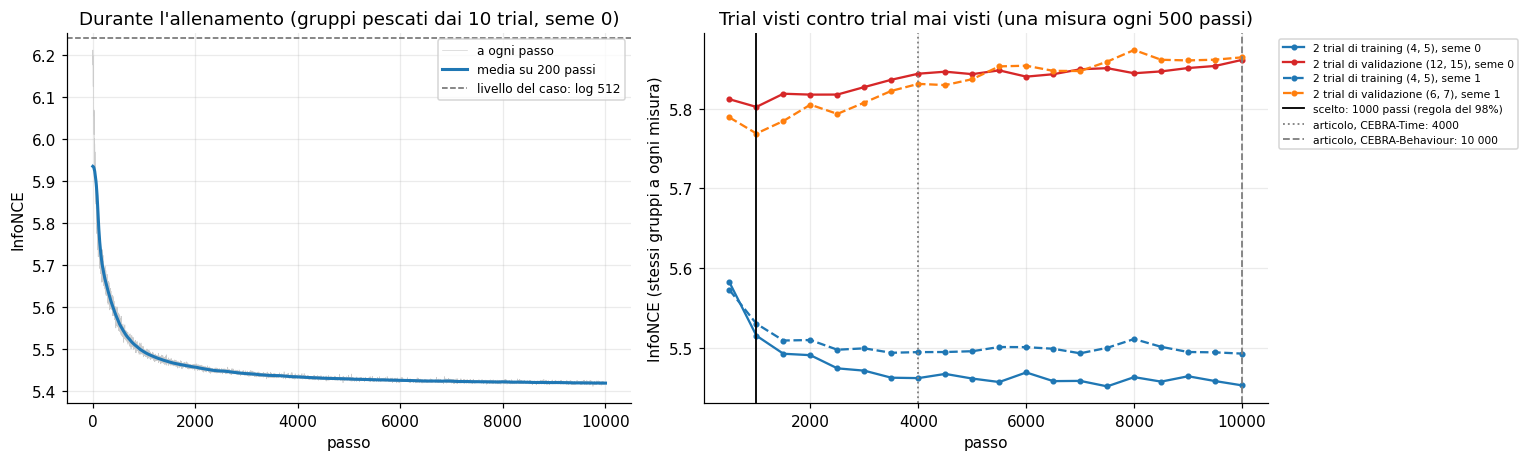 Durante l'allenamento (gruppi pescati dai 10 trial, seme 0)
InfoNCE
6.2
6.1
6.0
5.9
5.8
5.7
5.6
5.5
5.4
0
2000
4000
6000
8000
10000
passo
a ogni passo
media su 200 passi
livello del caso: log 512
Trial visti contro trial mai visti (una misura ogni 500 passi)
InfoNCE (stessi gruppi a ogni misura)
5.8
5.7
5.6
5.5
2000
4000
6000
8000
10000
passo
2 trial di training (4, 5), seme 0
2 trial di validazione (12, 15), seme 0
2 trial di training (4, 5), seme 1
2 trial di validazione (6, 7), seme 1
scelto: 1000 passi (regola del 98%)
articolo, CEBRA-Time: 4000
articolo, CEBRA-Behaviour: 10 000